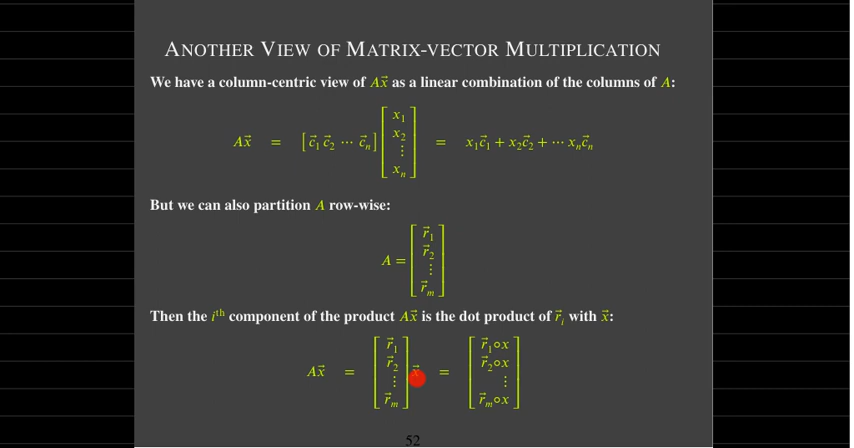 ANOTHER VIEW OF MATRIX-VECTOR MULTIPLICATION
We have a column-centric view of Ax⃗ as a linear combination of the columns of A:
Ax⃗ = [ c⃗₁ c⃗₂ ⋯ c⃗ₙ ] [ x₁ x₂ ⋮ xₙ ] = x₁c⃗₁ + x₂c⃗₂ + ⋯ xₙc⃗ₙ
But we can also partition A row-wise:
A = [ r⃗₁ r⃗₂ ⋮ r⃗ₘ ]
Then the iᵗʰ component of the product Ax⃗ is the dot product of r⃗ᵢ with x⃗:
Ax⃗ = [ r⃗₁ r⃗₂ ⋮ r⃗ₘ ] x⃗ = [ r⃗₁∘x r⃗₂∘x ⋮ r⃗ₘ∘x ]
52